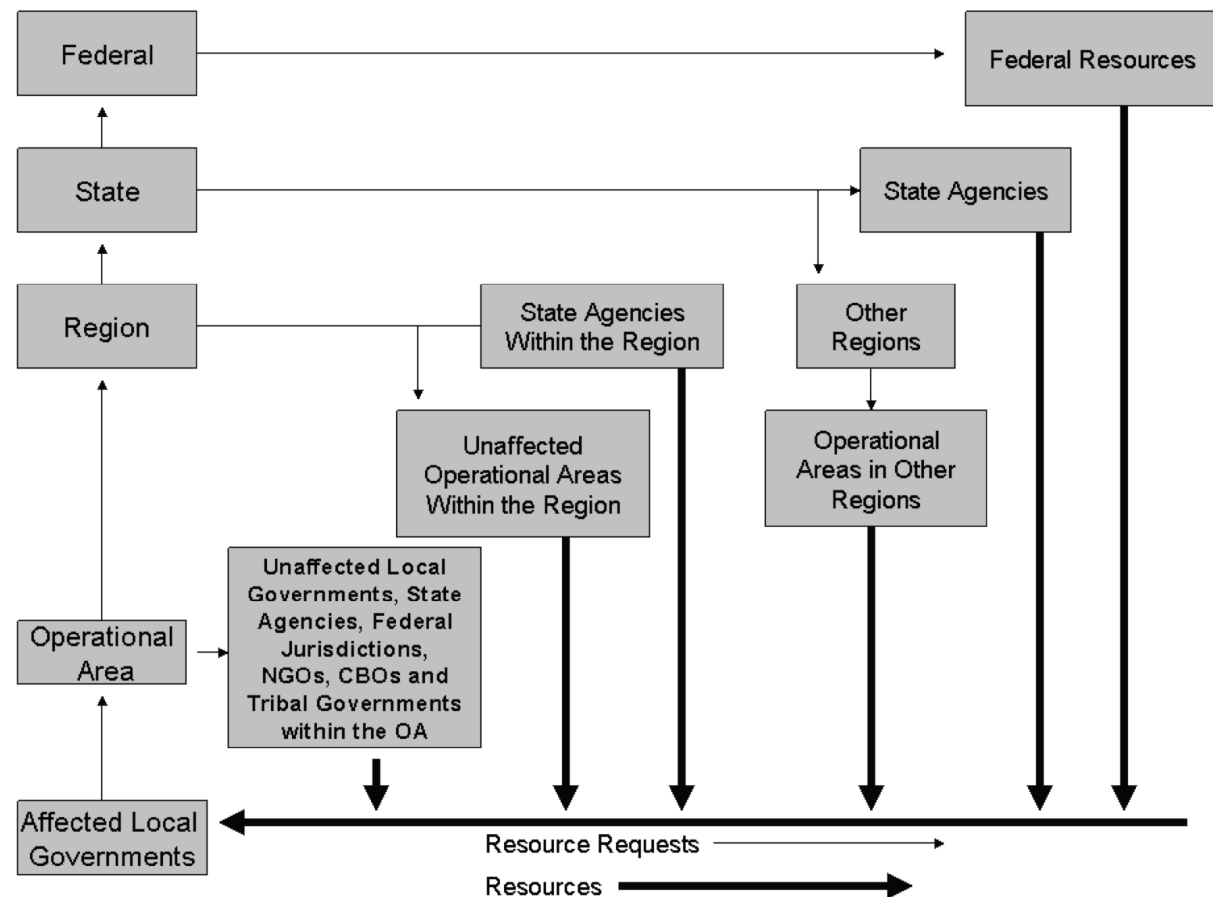 Federal
Federal Resources
State
State Agencies
Region
State Agencies
Within the Region
Other
Regions
Unaffected
Operational Areas
Within the Region
Operational
Areas in Other
Regions
Operational
Area
Unaffected Local
Governments, State
Agencies, Federal
Jurisdictions,
NGOs, CBOs and
Tribal Governments
within the OA
Affected Local
Governments
Resource Requests
Resources